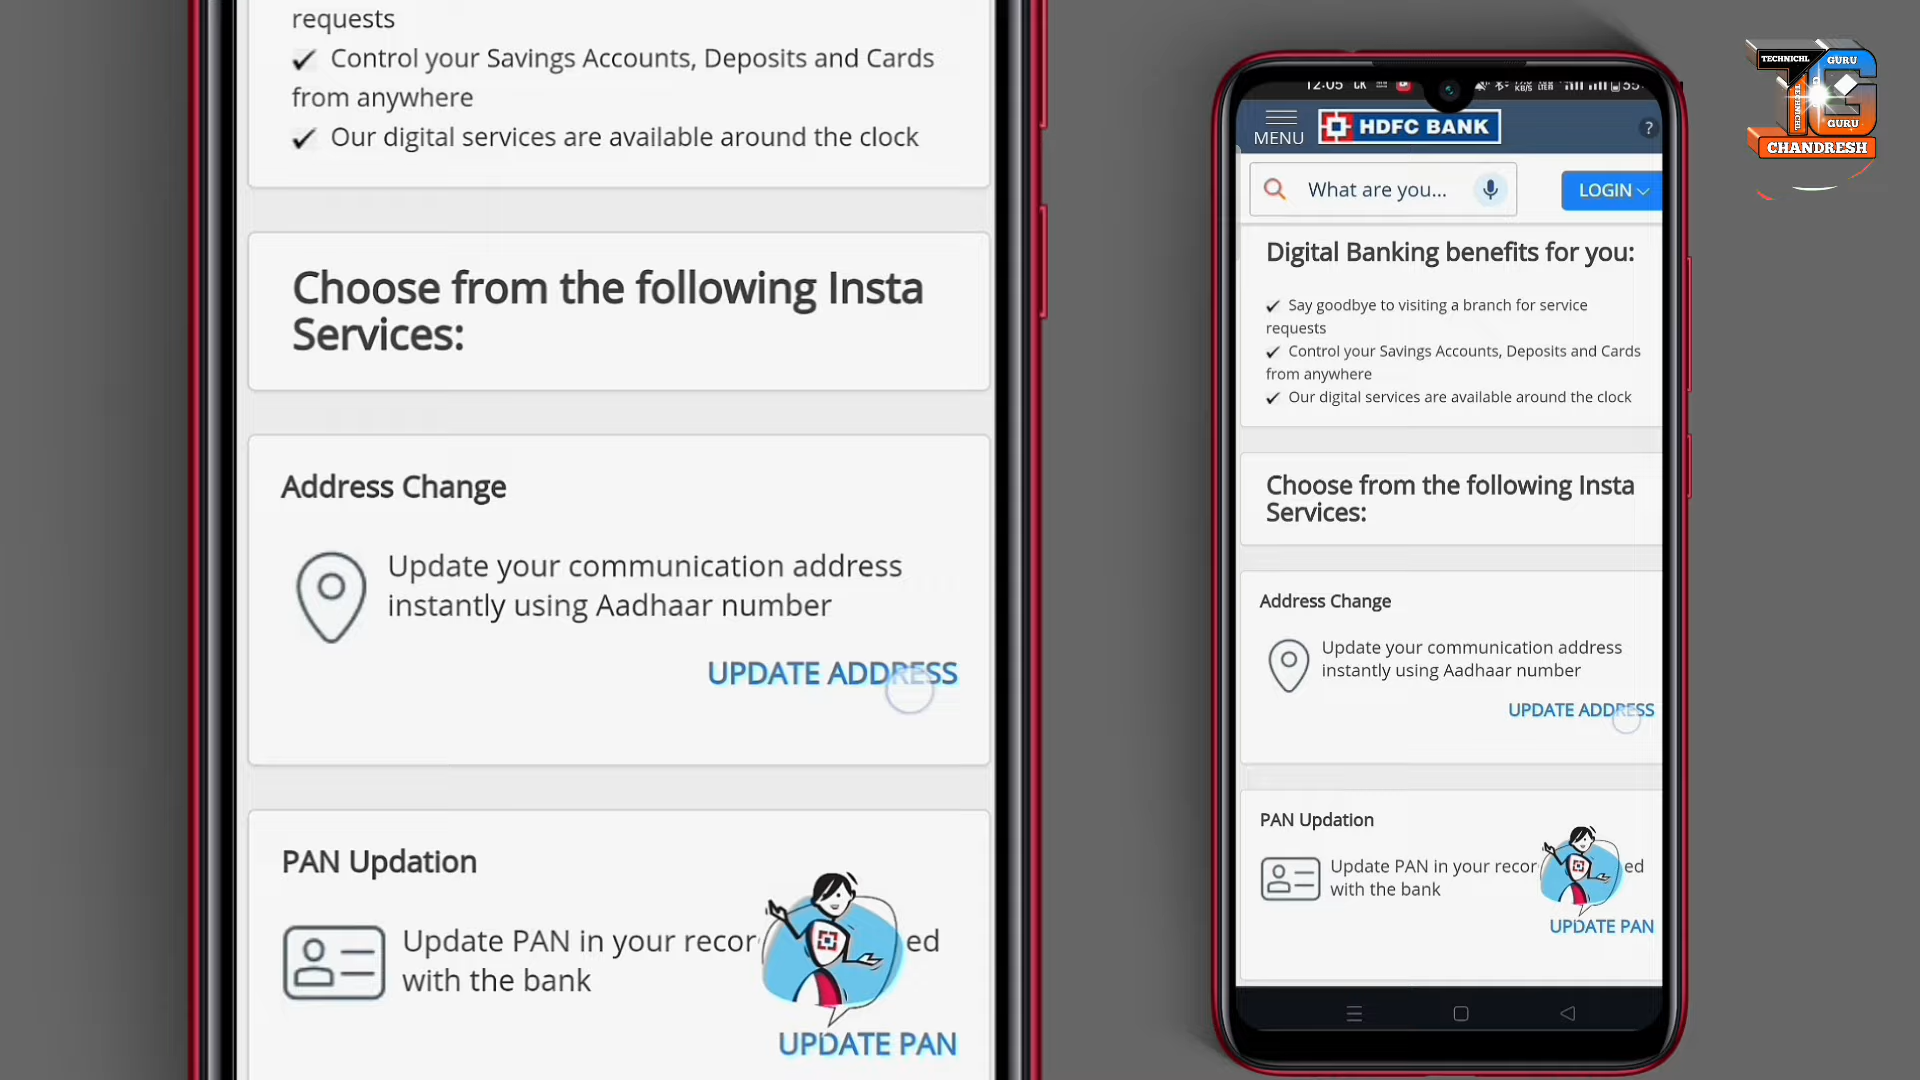 requests
✓ Control your Savings Accounts, Deposits and Cards
from anywhere
✓ Our digital services are available around the clock
Choose from the following Insta
Services:
Address Change
Update your communication address
instantly using Aadhaar number
UPDATE ADDRESS
PAN Updation
Update PAN in your recor ed
with the bank
UPDATE PAN
12:05
MENU
HDFC BANK
?
What are you...
LOGIN
Digital Banking benefits for you:
✓ Say goodbye to visiting a branch for service
requests
✓ Control your Savings Accounts, Deposits and Cards
from anywhere
✓ Our digital services are available around the clock
Choose from the following Insta
Services:
Address Change
Update your communication address
instantly using Aadhaar number
UPDATE ADDRESS
PAN Updation
Update PAN in your recor ed
with the bank
UPDATE PAN
TECHNICHL GURU
TECHNICHL
GURU
CHANDRESH